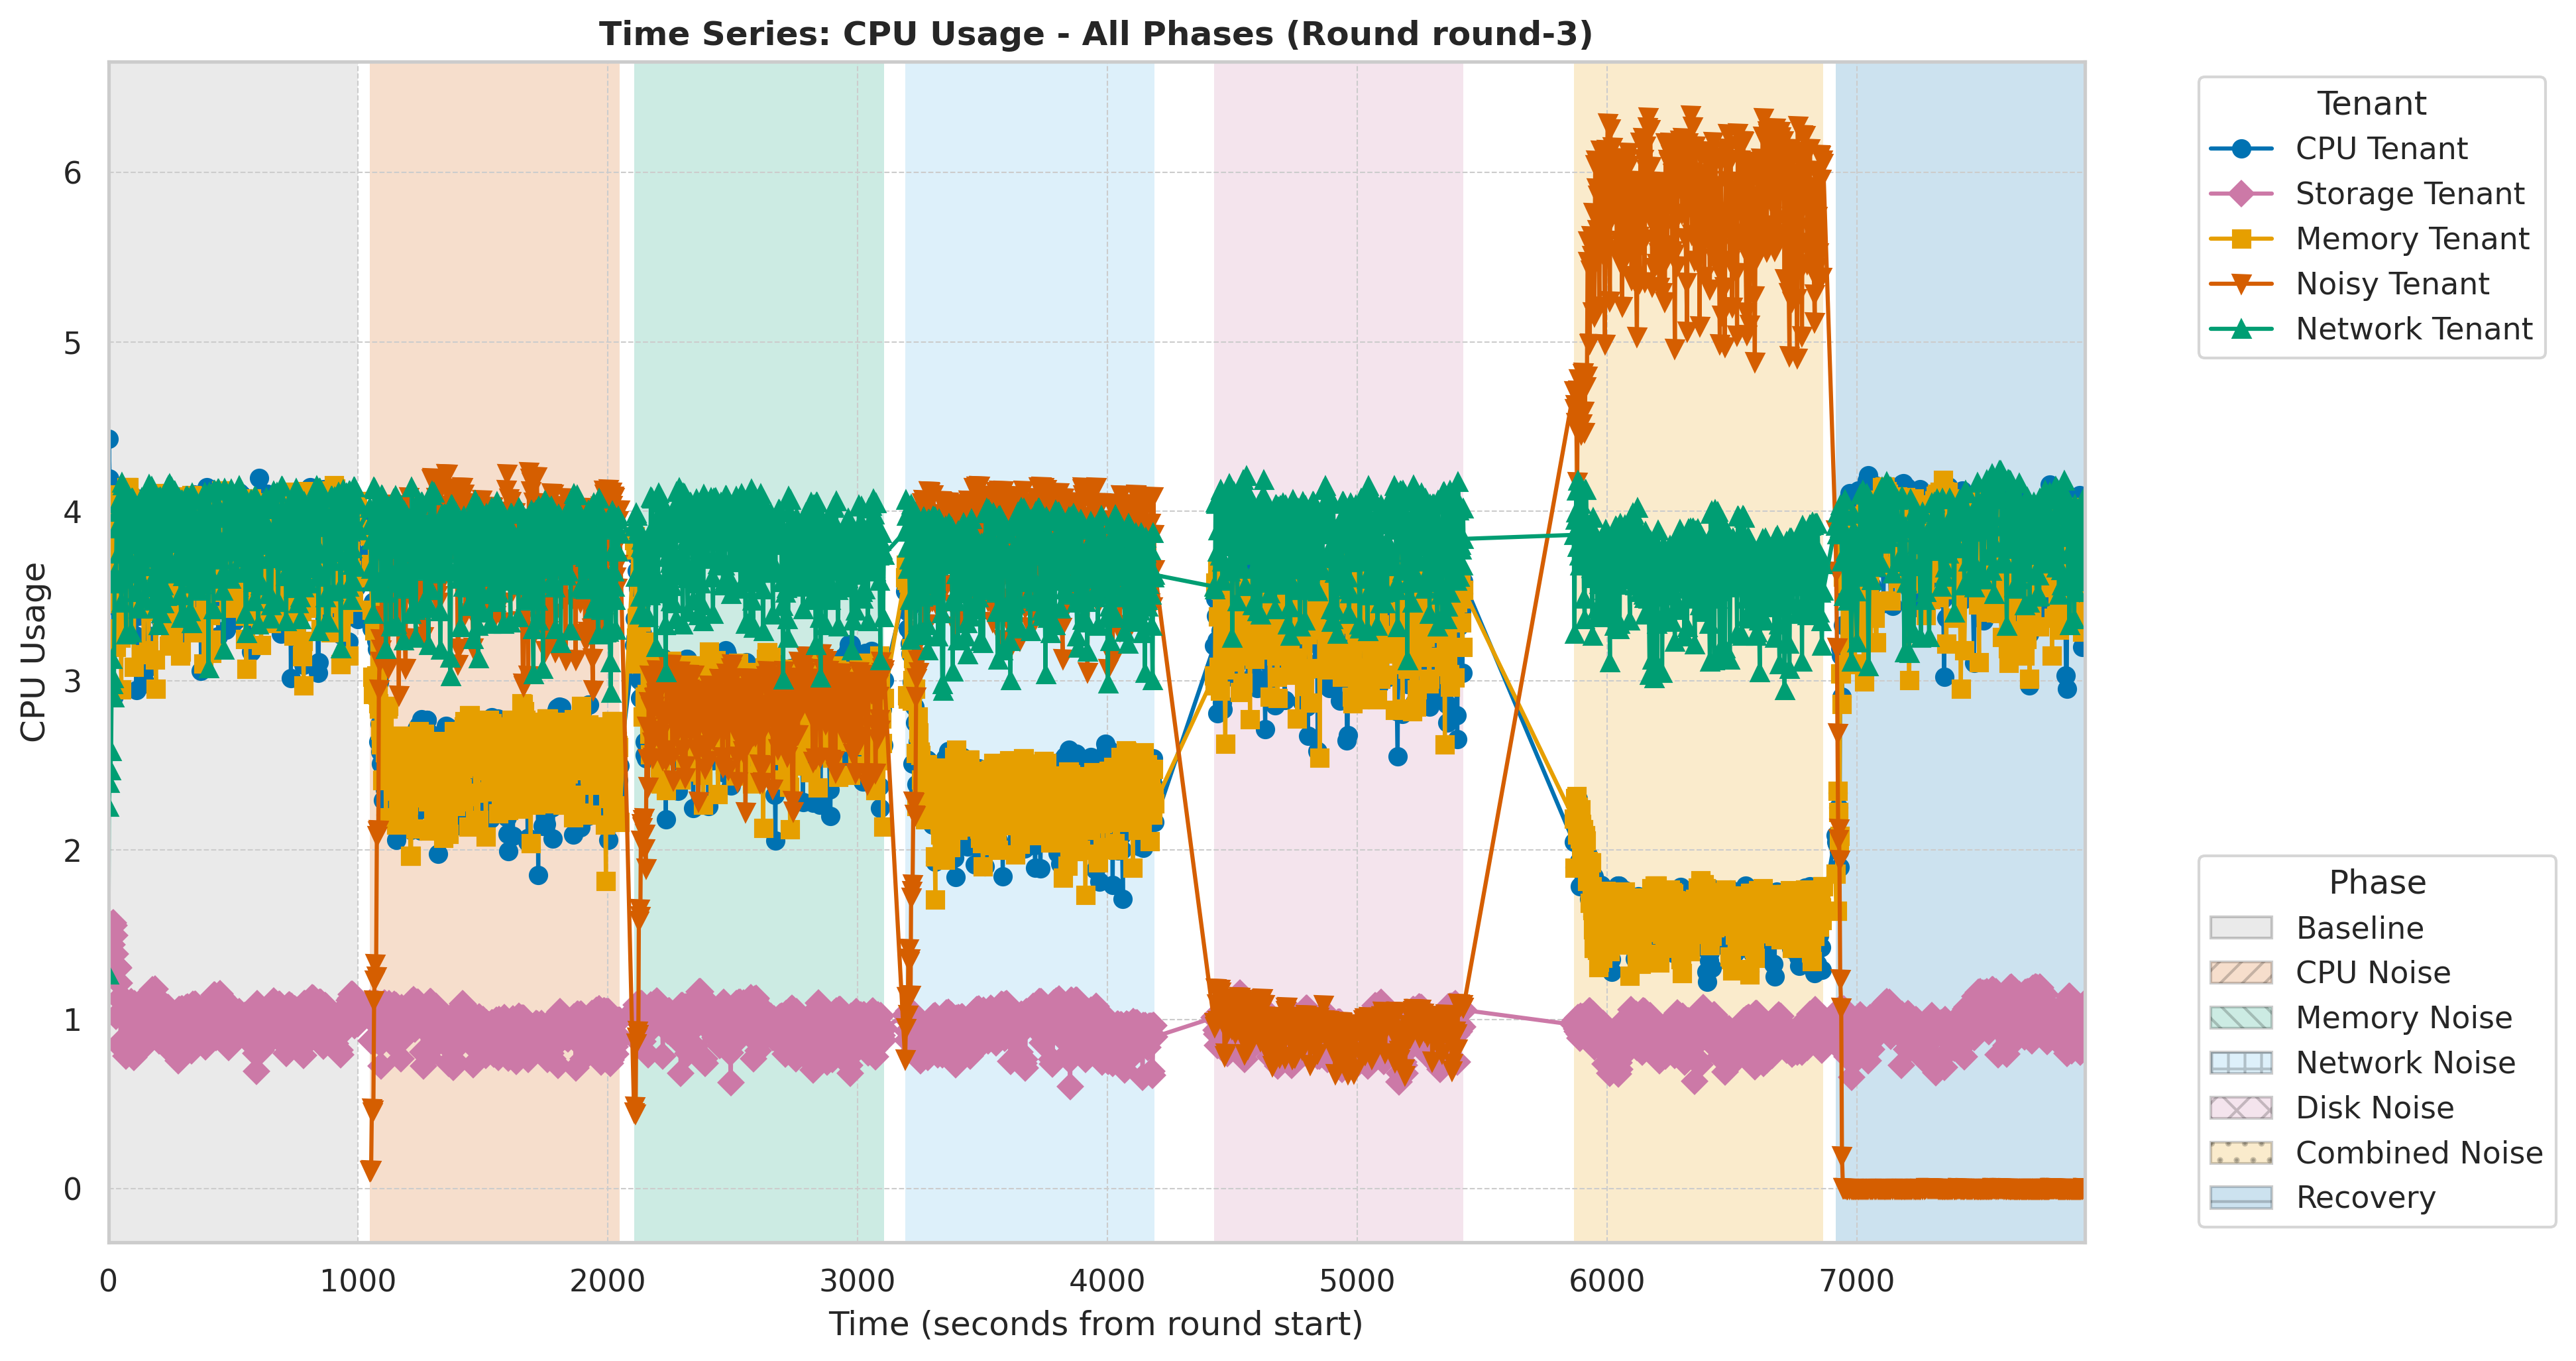 Time Series: CPU Usage - All Phases (Round round-3)
CPU Usage
6
5
4
3
2
1
0
0 1000 2000 3000 4000 5000 6000 7000
Time (seconds from round start)
Tenant
CPU Tenant
Storage Tenant
Memory Tenant
Noisy Tenant
Network Tenant
Phase
Baseline
CPU Noise
Memory Noise
Network Noise
Disk Noise
Combined Noise
Recovery